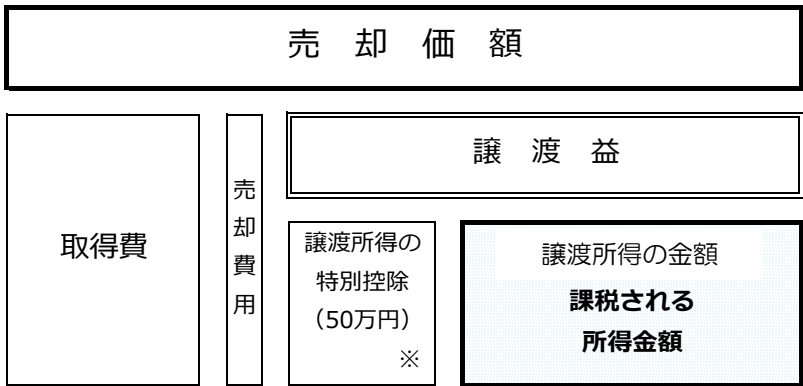 売 却 価 額
取得費
売
却
費
用
譲 渡 益
譲渡所得の
特別控除
（50万円）
※
譲渡所得の金額
課税される
所得金額